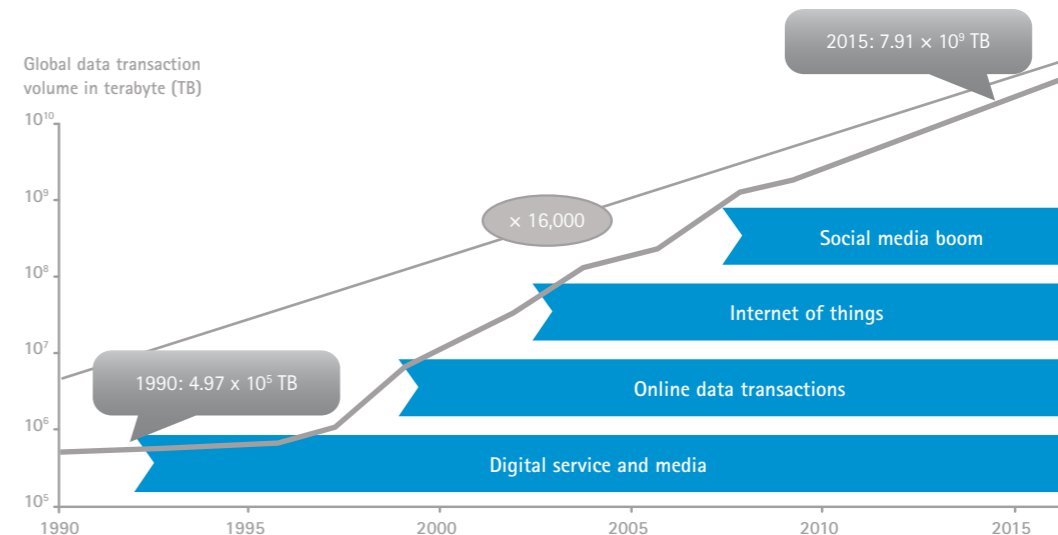 Global data transaction
volume in terabyte (TB)
2015: 7.91 × 10⁹ TB
10¹⁰
10⁹
× 16,000
Social media boom
10⁸
Internet of things
10⁷
1990: 4.97 x 10⁵ TB
Online data transactions
10⁶
Digital service and media
10⁵
1990 1995 2000 2005 2010 2015